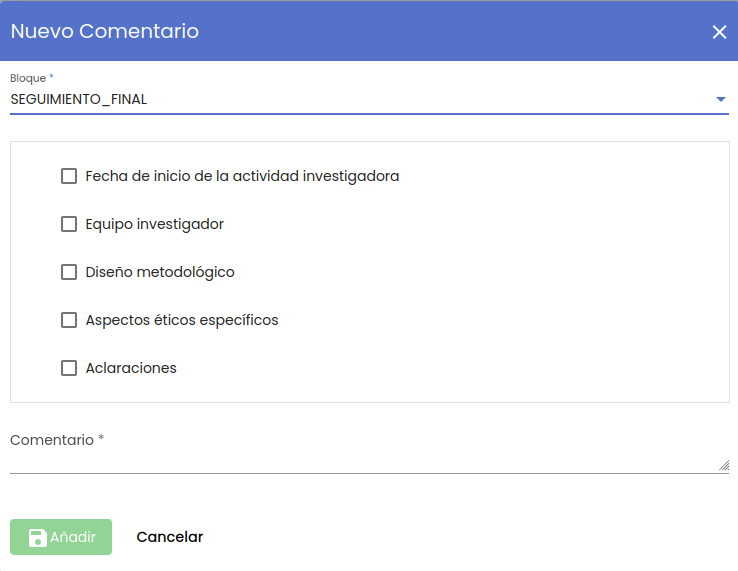 Nuevo Comentario
Bloque *
SEGUIMIENTO_FINAL
Fecha de inicio de la actividad investigadora
Equipo investigador
Diseño metodológico
Aspectos éticos específicos
Aclaraciones
Comentario *
Añadir Cancelar